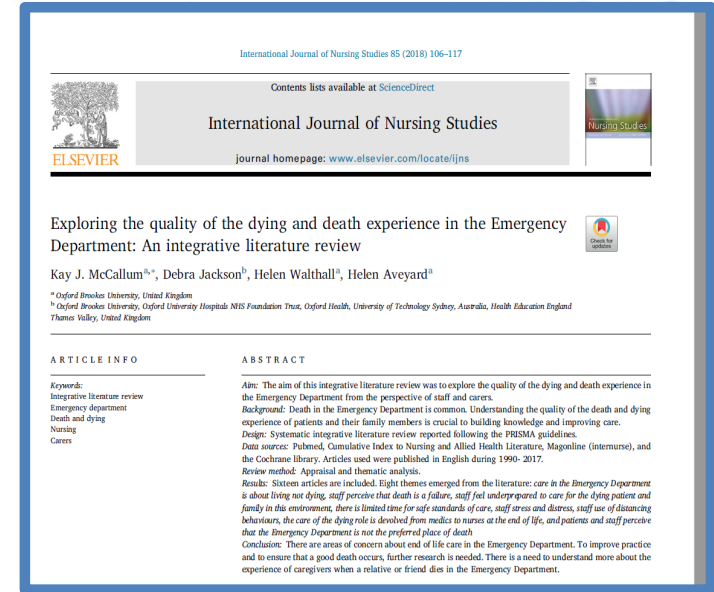 International Journal of Nursing Studies 85 (2018) 106–117
Contents lists available at ScienceDirect
International Journal of Nursing Studies
journal homepage: www.elsevier.com/locate/ijns
ELSEVIER
Nursing Studies
Exploring the quality of the dying and death experience in the Emergency
Department: An integrative literature review
Check for
updates
Kay J. McCallumᵃ,*, Debra Jacksonᵇ, Helen Walthallᵃ, Helen Aveyardᵃ
ᵃ Oxford Brookes University, United Kingdom
ᵇ Oxford Brookes University, Oxford University Hospitals NHS Foundation Trust, Oxford Health, University of Technology Sydney, Australia, Health Education England
Thames Valley, United Kingdom
ARTICLE INFO
Keywords:
Integrative literature review
Emergency department
Death and dying
Nursing
Carers
ABSTRACT
Aim: The aim of this integrative literature review was to explore the quality of the dying and death experience in
the Emergency Department from the perspective of staff and carers.
Background: Death in the Emergency Department is common. Understanding the quality of the death and dying
experience of patients and their family members is crucial to building knowledge and improving care.
Design: Systematic integrative literature review reported following the PRISMA guidelines.
Data sources: Pubmed, Cumulative Index to Nursing and Allied Health Literature, Magonline (internurse), and
the Cochrane library. Articles used were published in English during 1990- 2017.
Review method: Appraisal and thematic analysis.
Results: Sixteen articles are included. Eight themes emerged from the literature: care in the Emergency Department
is about living not dying, staff perceive that death is a failure, staff feel underprepared to care for the dying patient and
family in this environment, there is limited time for safe standards of care, staff stress and distress, staff use of distancing
behaviours, the care of the dying role is devolved from medics to nurses at the end of life, and patients and staff perceive
that the Emergency Department is not the preferred place of death
Conclusion: There are areas of concern about end of life care in the Emergency Department. To improve practice
and to ensure that a good death occurs, further research is needed. There is a need to understand more about the
experience of caregivers when a relative or friend dies in the Emergency Department.